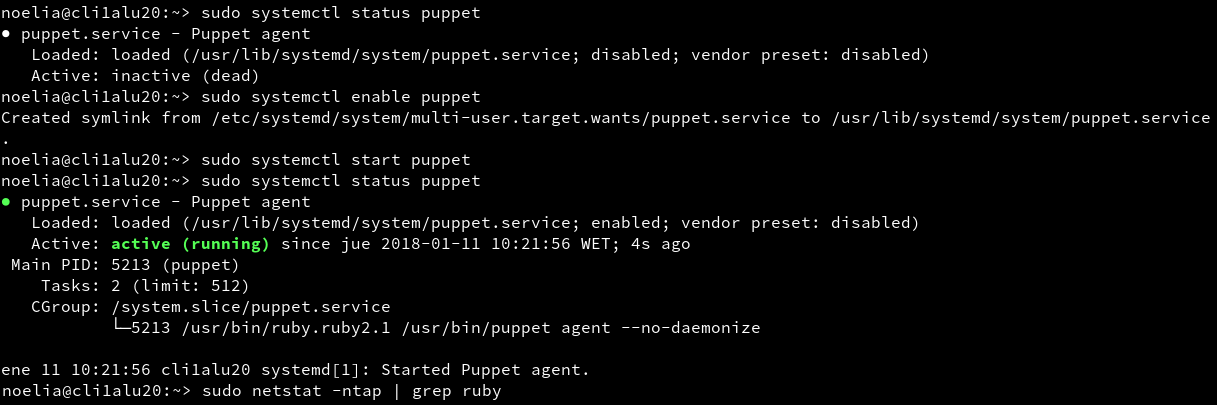 noelia@cli1alu20:~> sudo systemctl status puppet
● puppet.service - Puppet agent
   Loaded: loaded (/usr/lib/systemd/system/puppet.service; disabled; vendor preset: disabled)
   Active: inactive (dead)
noelia@cli1alu20:~> sudo systemctl enable puppet
Created symlink from /etc/systemd/system/multi-user.target.wants/puppet.service to /usr/lib/systemd/system/puppet.service
.
noelia@cli1alu20:~> sudo systemctl start puppet
noelia@cli1alu20:~> sudo systemctl status puppet
● puppet.service - Puppet agent
   Loaded: loaded (/usr/lib/systemd/system/puppet.service; enabled; vendor preset: disabled)
   Active: active (running) since jue 2018-01-11 10:21:56 WET; 4s ago
 Main PID: 5213 (puppet)
    Tasks: 2 (limit: 512)
   CGroup: /system.slice/puppet.service
           └─5213 /usr/bin/ruby.ruby2.1 /usr/bin/puppet agent --no-daemonize

ene 11 10:21:56 cli1alu20 systemd[1]: Started Puppet agent.
noelia@cli1alu20:~> sudo netstat -ntap | grep ruby